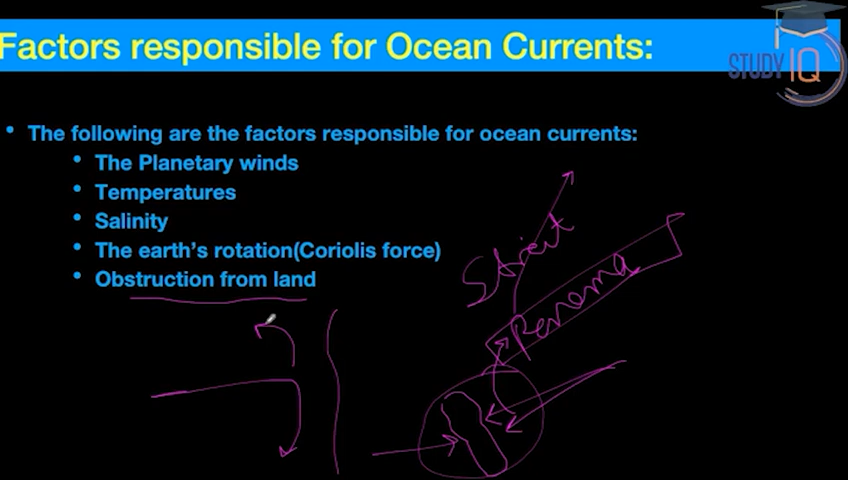 Factors responsible for Ocean Currents:
STUDY IQ
• The following are the factors responsible for ocean currents:
• The Planetary winds
• Temperatures
• Salinity
• The earth's rotation(Coriolis force)
• Obstruction from land
Panama